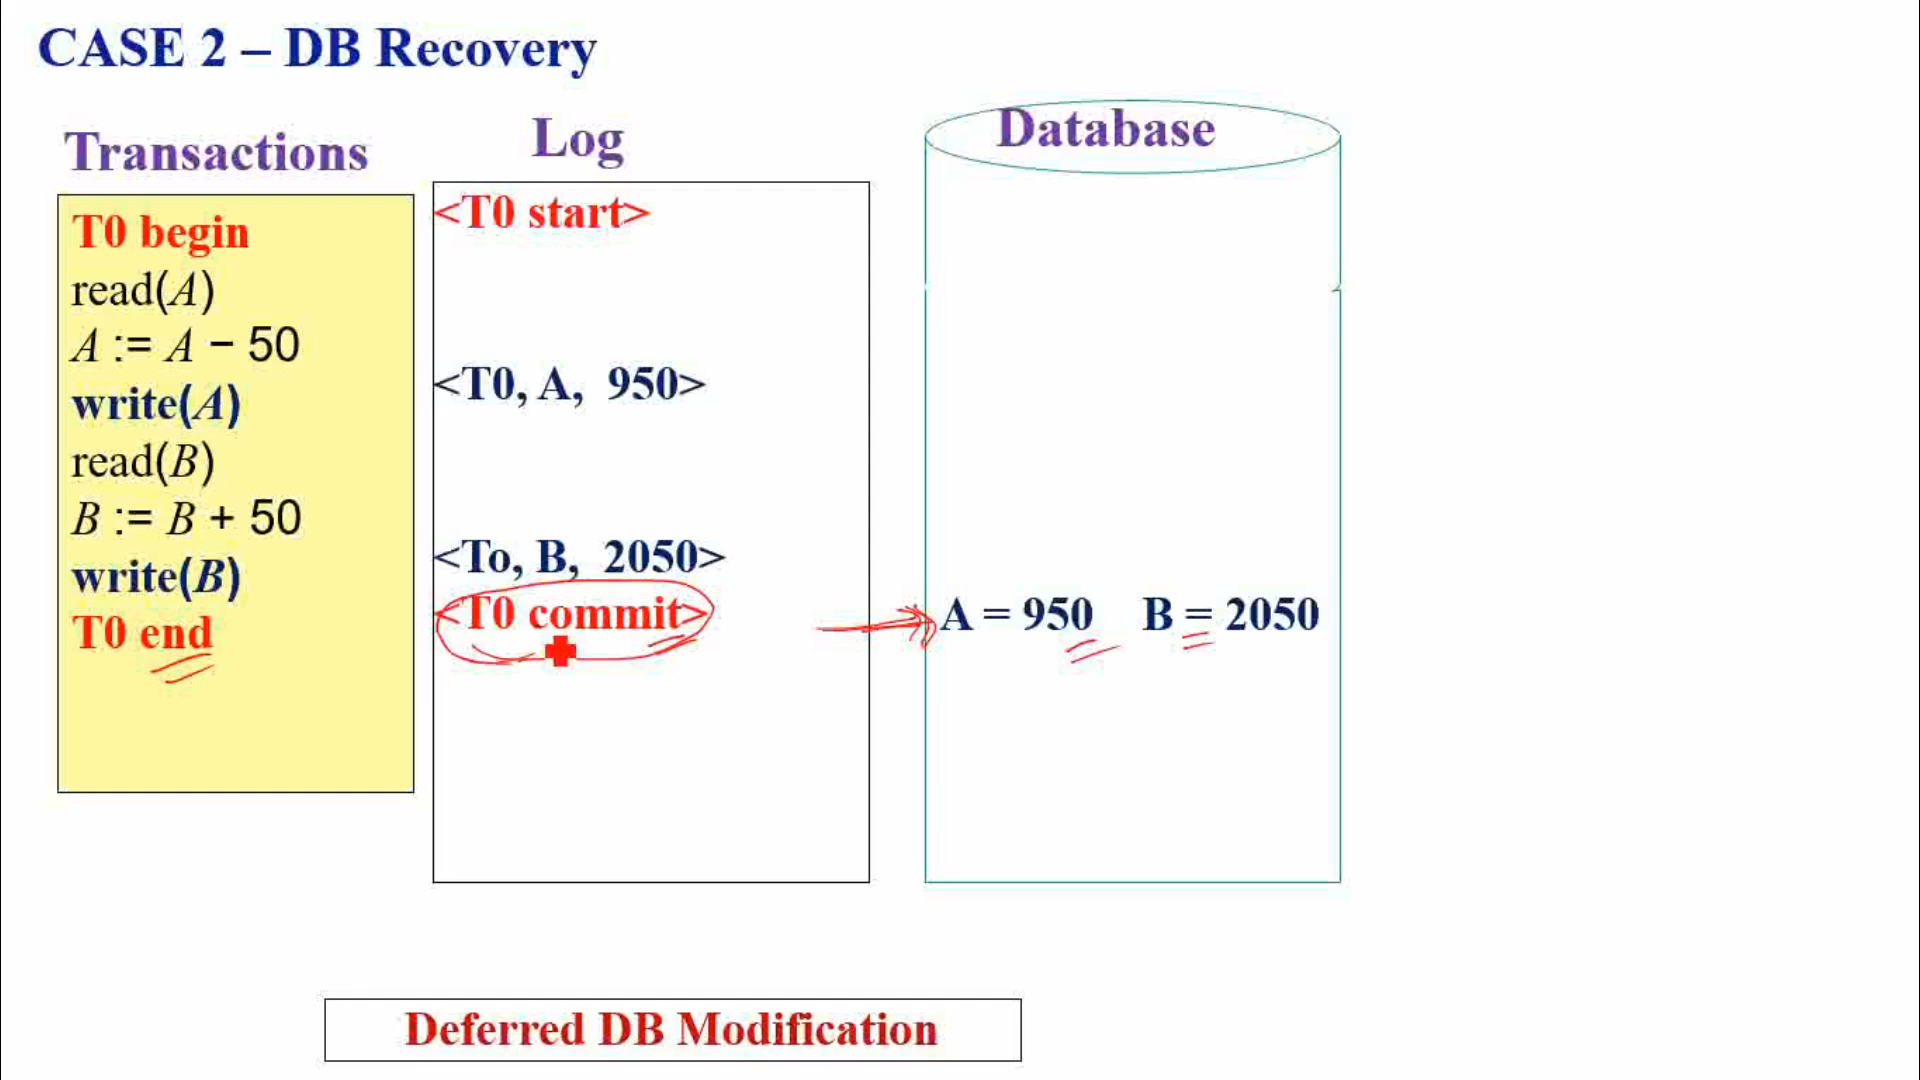 CASE 2 – DB Recovery
Transactions
T0 begin
read(A)
A := A − 50
write(A)
read(B)
B := B + 50
write(B)
T0 end
Log
<T0 start>
<T0, A, 950>
<To, B, 2050>
<T0 commit>
Database
A = 950 B = 2050
Deferred DB Modification